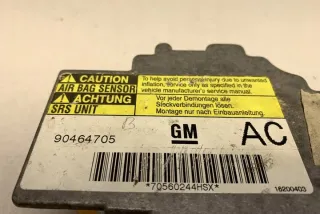 CAUTION
AIR BAG SENSOR
To help avoid personal injury due to unwanted
inflation, service only as specified in the
vehicle manufacturer's service manual.
ACHTUNG
SRS UNIT
Vor jeder Demontage alle
Steckverbindungen lösen.
Montage nur nach Einbauanleitung.
90464705
GM
AC
*70560244HSX*
16200403